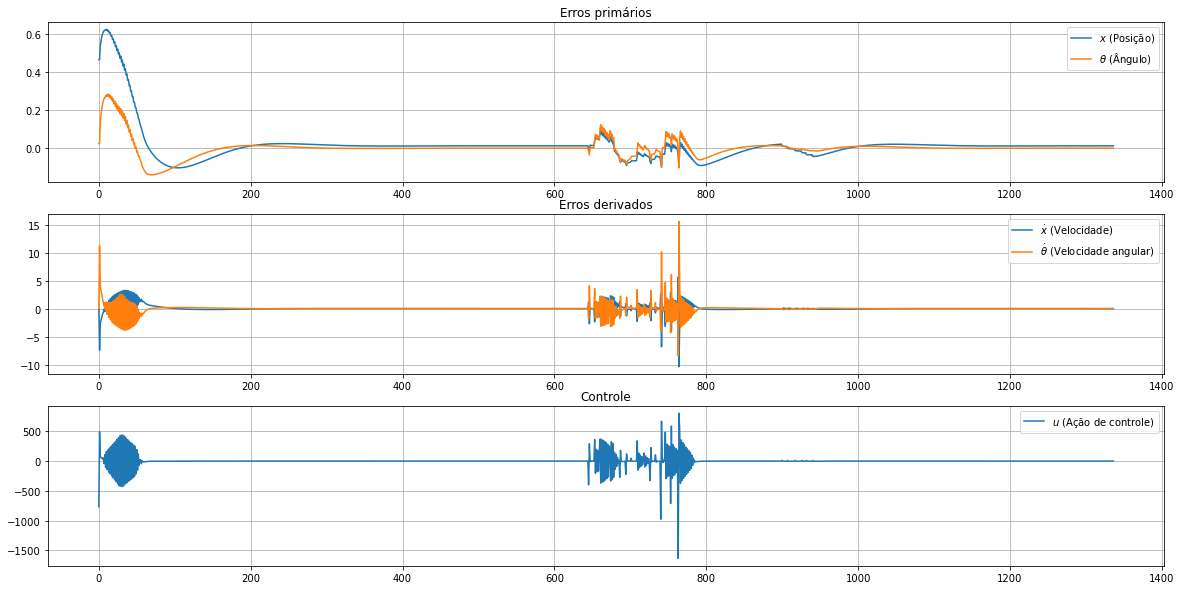 Erros primários
0.6
0.4
0.2
0.0
x (Posição)
θ (Ângulo)
0 200 400 600 800 1000 1200 1400
Erros derivados
15
10
5
0
−5
−10
ẋ (Velocidade)
θ̇ (Velocidade angular)
0 200 400 600 800 1000 1200 1400
Controle
500
0
−500
−1000
−1500
u (Ação de controle)
0 200 400 600 800 1000 1200 1400